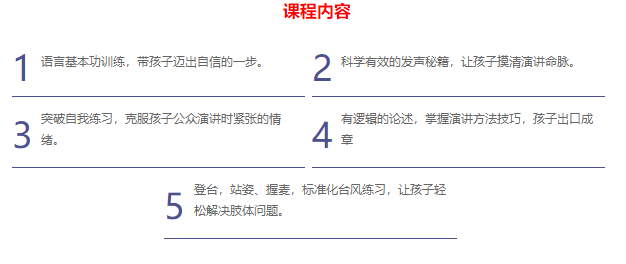 课程内容
1 语言基本功训练，带孩子迈出自信的一步。
2 科学有效的发声秘籍，让孩子摸清演讲命脉。
3 突破自我练习，克服孩子公众演讲时紧张的情
绪。
4 有逻辑的论述，掌握演讲方法技巧，孩子出口成
章
5 登台，站姿、握麦，标准化台风练习，让孩子轻
松解决肢体问题。